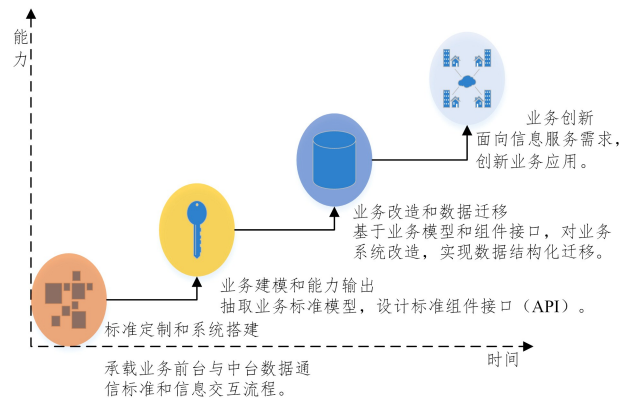 能
力
业务创新
面向信息服务需求，
创新业务应用。
业务改造和数据迁移
基于业务模型和组件接口，对业务
系统改造，实现数据结构化迁移。
业务建模和能力输出
抽取业务标准模型，设计标准组件接口（API）。
标准定制和系统搭建
时间
承载业务前台与中台数据通
信标准和信息交互流程。